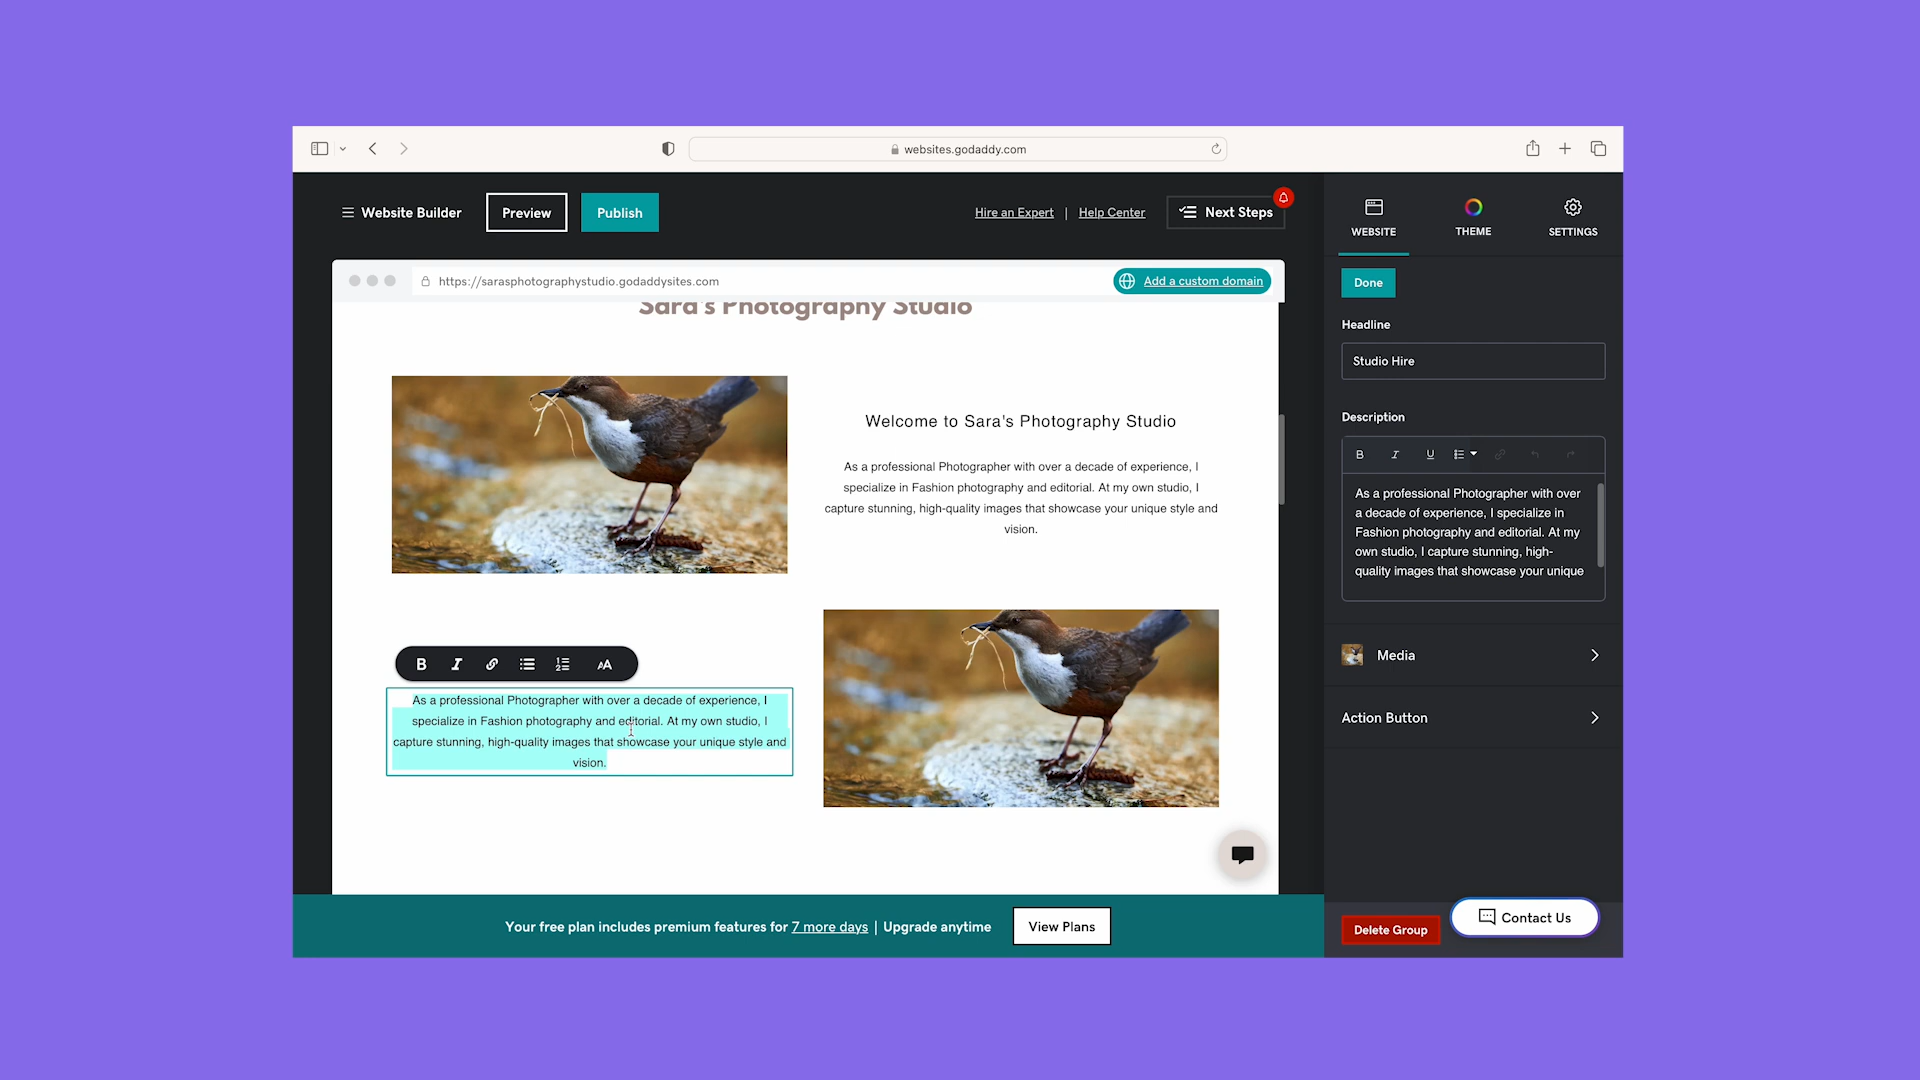 websites.godaddy.com
Website Builder
Preview
Publish
Hire an Expert | Help Center
Next Steps
WEBSITE
THEME
SETTINGS
https://sarasphotographystudio.godaddysites.com
Add a custom domain
Sara's Photography Studio
Welcome to Sara's Photography Studio
As a professional Photographer with over a decade of experience, I
specialize in Fashion photography and editorial. At my own studio, I
capture stunning, high-quality images that showcase your unique style and
vision.
B I AA
As a professional Photographer with over a decade of experience, I
specialize in Fashion photography and editorial. At my own studio, I
capture stunning, high-quality images that showcase your unique style and
vision.
Done
Headline
Studio Hire
Description
B I U
As a professional Photographer with over
a decade of experience, I specialize in
Fashion photography and editorial. At my
own studio, I capture stunning, high-
quality images that showcase your unique
Media
Action Button
Your free plan includes premium features for 7 more days | Upgrade anytime
View Plans
Delete Group
Contact Us